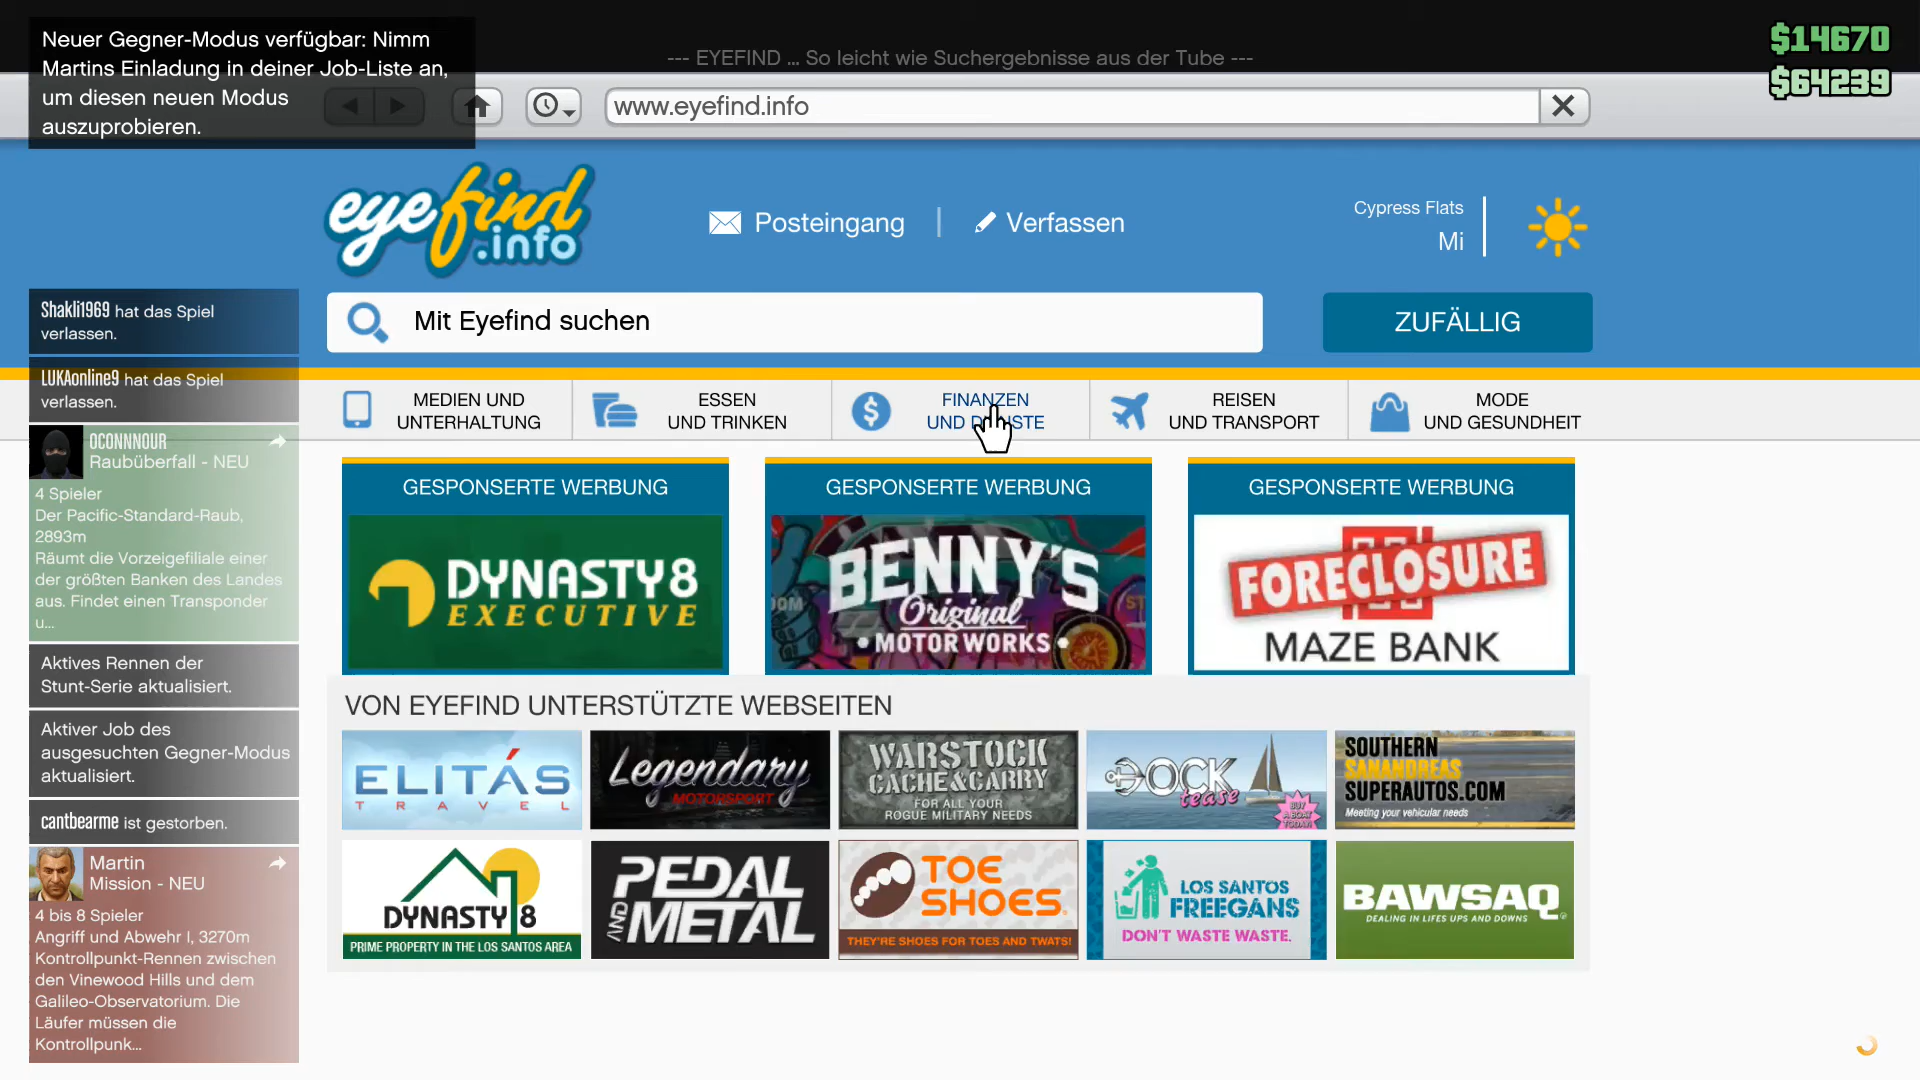 Neuer Gegner-Modus verfügbar: Nimm
Martins Einladung in deiner Job-Liste an,
um diesen neuen Modus
auszuprobieren.
--- EYEFIND ... So leicht wie Suchergebnisse aus der Tube ---
$14670
$64239
www.eyefind.info
eyefind
.info
Posteingang
Verfassen
Cypress Flats
Mi
Mit Eyefind suchen
ZUFÄLLIG
MEDIEN UND
UNTERHALTUNG
ESSEN
UND TRINKEN
FINANZEN
UND DIENSTE
REISEN
UND TRANSPORT
MODE
UND GESUNDHEIT
Shakli1969 hat das Spiel
verlassen.
LUKAonline9 hat das Spiel
verlassen.
OCONNNOUR
Raubüberfall - NEU
4 Spieler
Der Pacific-Standard-Raub,
2893m
Räumt die Vorzeigefiliale einer
der größten Banken des Landes
aus. Findet einen Transponder
u...
Aktives Rennen der
Stunt-Serie aktualisiert.
Aktiver Job des
ausgesuchten Gegner-Modus
aktualisiert.
cantbearme ist gestorben.
Martin
Mission - NEU
4 bis 8 Spieler
Angriff und Abwehr I, 3270m
Kontrollpunkt-Rennen zwischen
den Vinewood Hills und dem
Galileo-Observatorium. Die
Läufer müssen die
Kontrollpunk...
GESPONSERTE WERBUNG
DYNASTY8
EXECUTIVE
GESPONSERTE WERBUNG
BENNY'S
Original
MOTORWORKS
GESPONSERTE WERBUNG
FORECLOSURE
MAZE BANK
VON EYEFIND UNTERSTÜTZTE WEBSEITEN
ELITÁS
TRAVEL
Legendary
MOTORSPORT
WARSTOCK
CACHE&CARRY
FOR ALL YOUR
ROGUE MILITARY NEEDS
DOCK
tease
BUY
A BOAT
TODAY!
SOUTHERN
SANANDREAS
SUPERAUTOS.COM
Meeting your vehicular needs
DYNASTY 8
PRIME PROPERTY IN THE LOS SANTOS AREA
PEDAL
AND
METAL
TOE
SHOES
THEY'RE SHOES FOR TOES AND TWATS!
LOS SANTOS
FREEGANS
DON'T WASTE WASTE.
BAWSAQ
DEALING IN LIFES UPS AND DOWNS